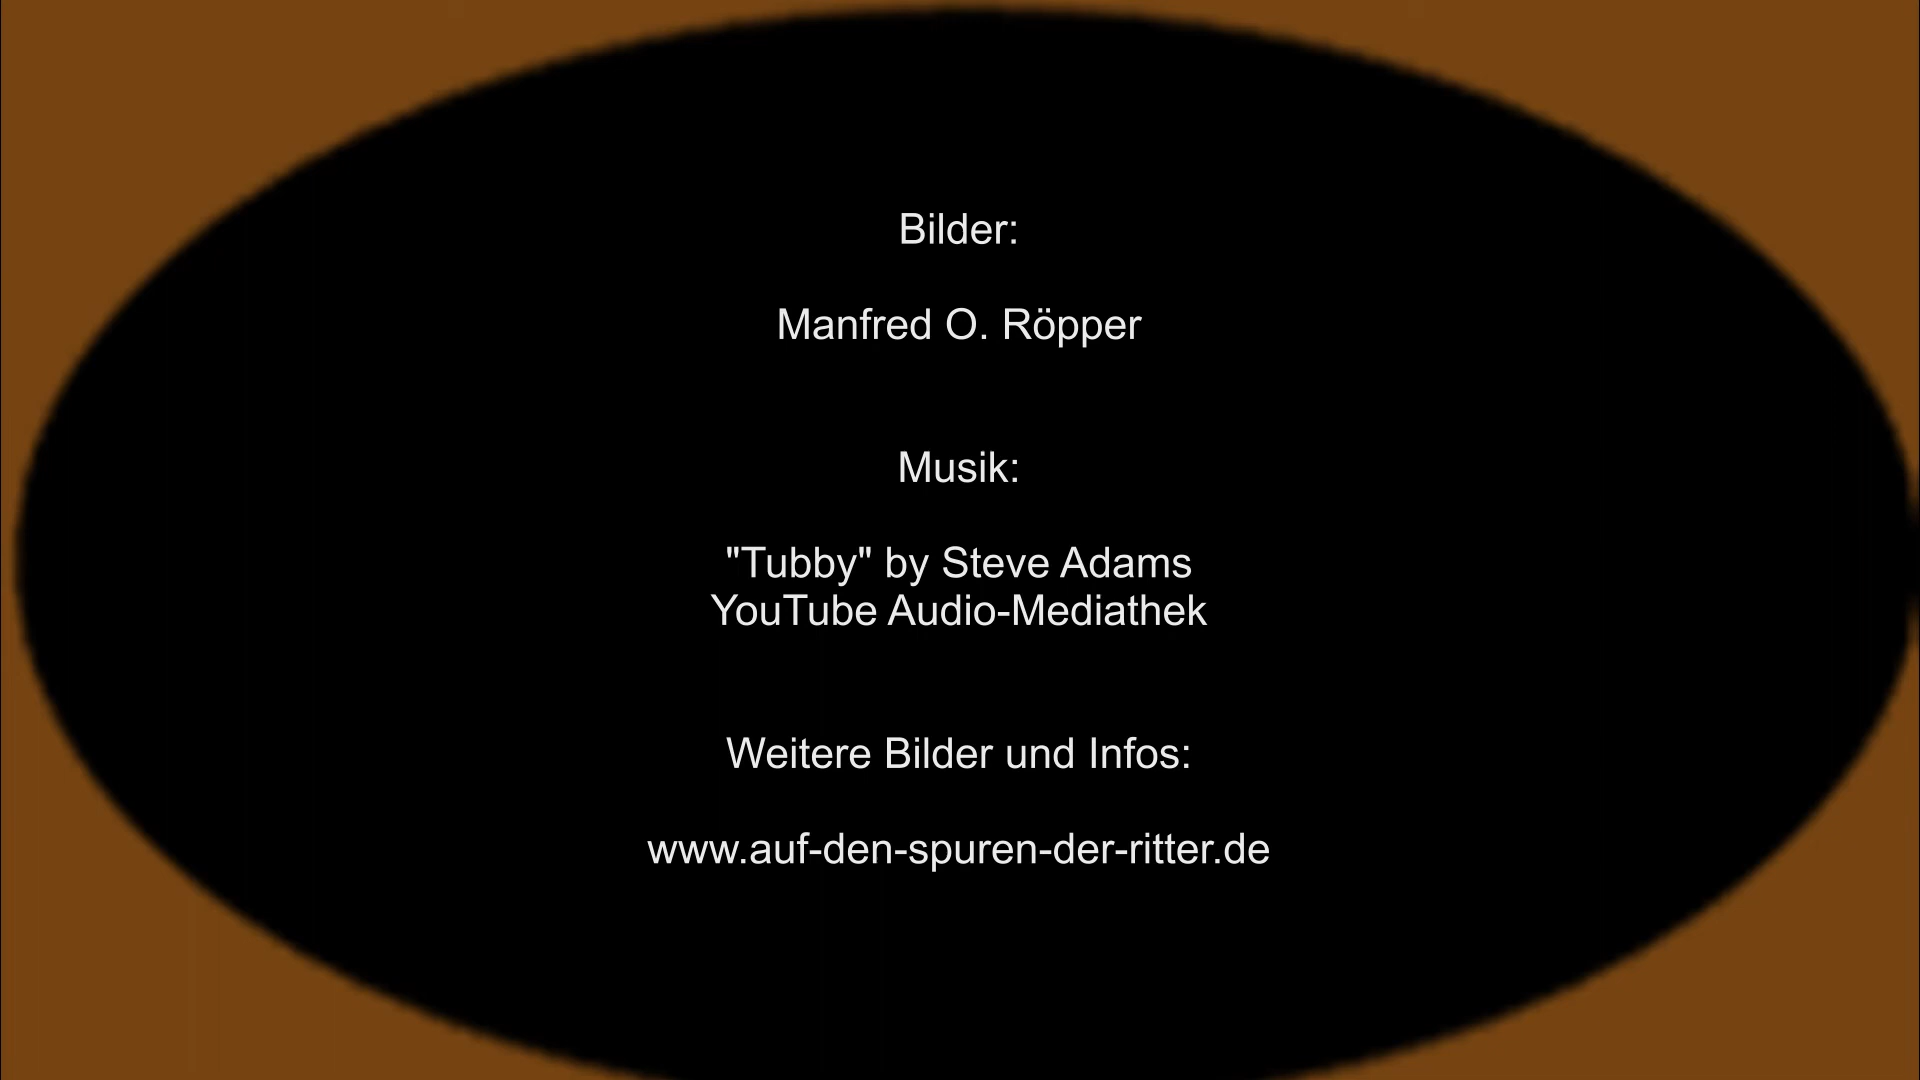 Bilder:
Manfred O. Röpper
Musik:
"Tubby" by Steve Adams
YouTube Audio-Mediathek
Weitere Bilder und Infos:
www.auf-den-spuren-der-ritter.de